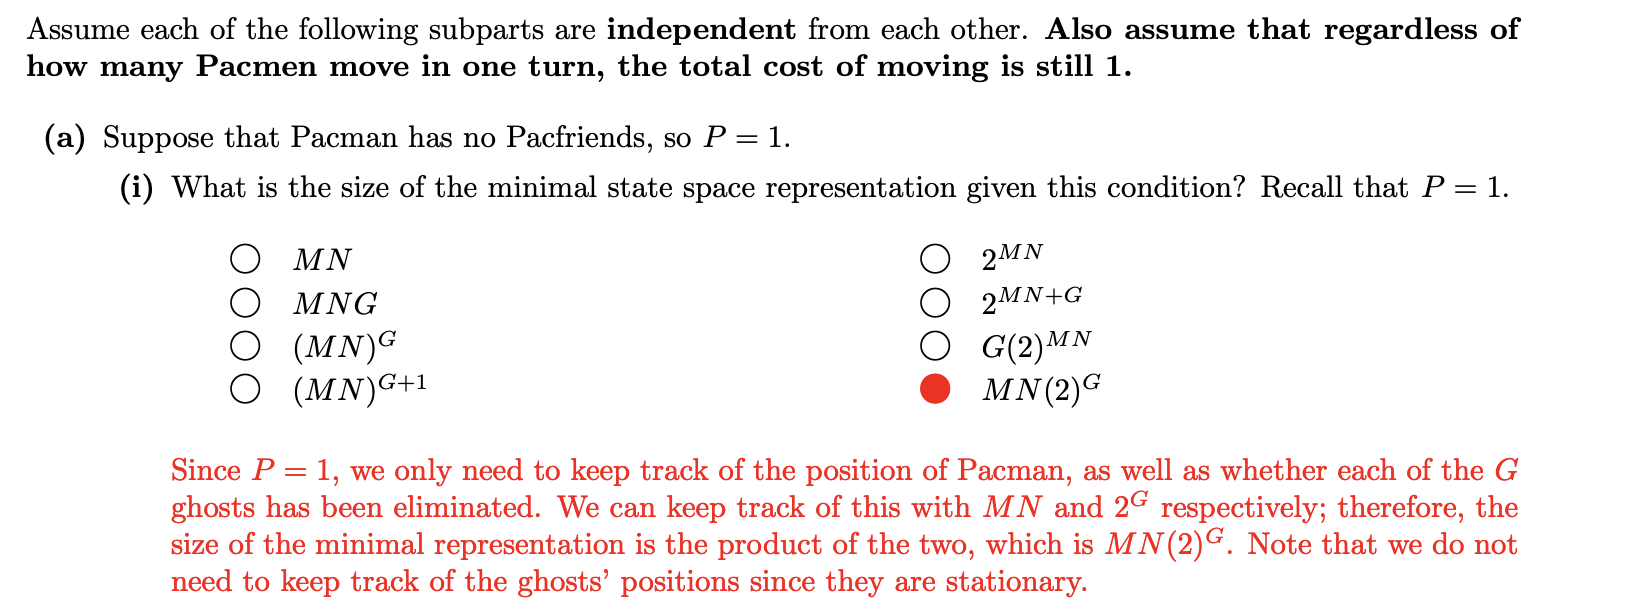 Assume each of the following subparts are independent from each other. Also assume that regardless of
how many Pacmen move in one turn, the total cost of moving is still 1.
(a) Suppose that Pacman has no Pacfriends, so P = 1.
(i) What is the size of the minimal state space representation given this condition? Recall that P = 1.
MN
MNG
(MN)^G
(MN)^{G+1}
2^{MN}
2^{MN+G}
G(2)^{MN}
MN(2)^G
Since P = 1, we only need to keep track of the position of Pacman, as well as whether each of the G
ghosts has been eliminated. We can keep track of this with MN and 2^G respectively; therefore, the
size of the minimal representation is the product of the two, which is MN(2)^G. Note that we do not
need to keep track of the ghosts' positions since they are stationary.